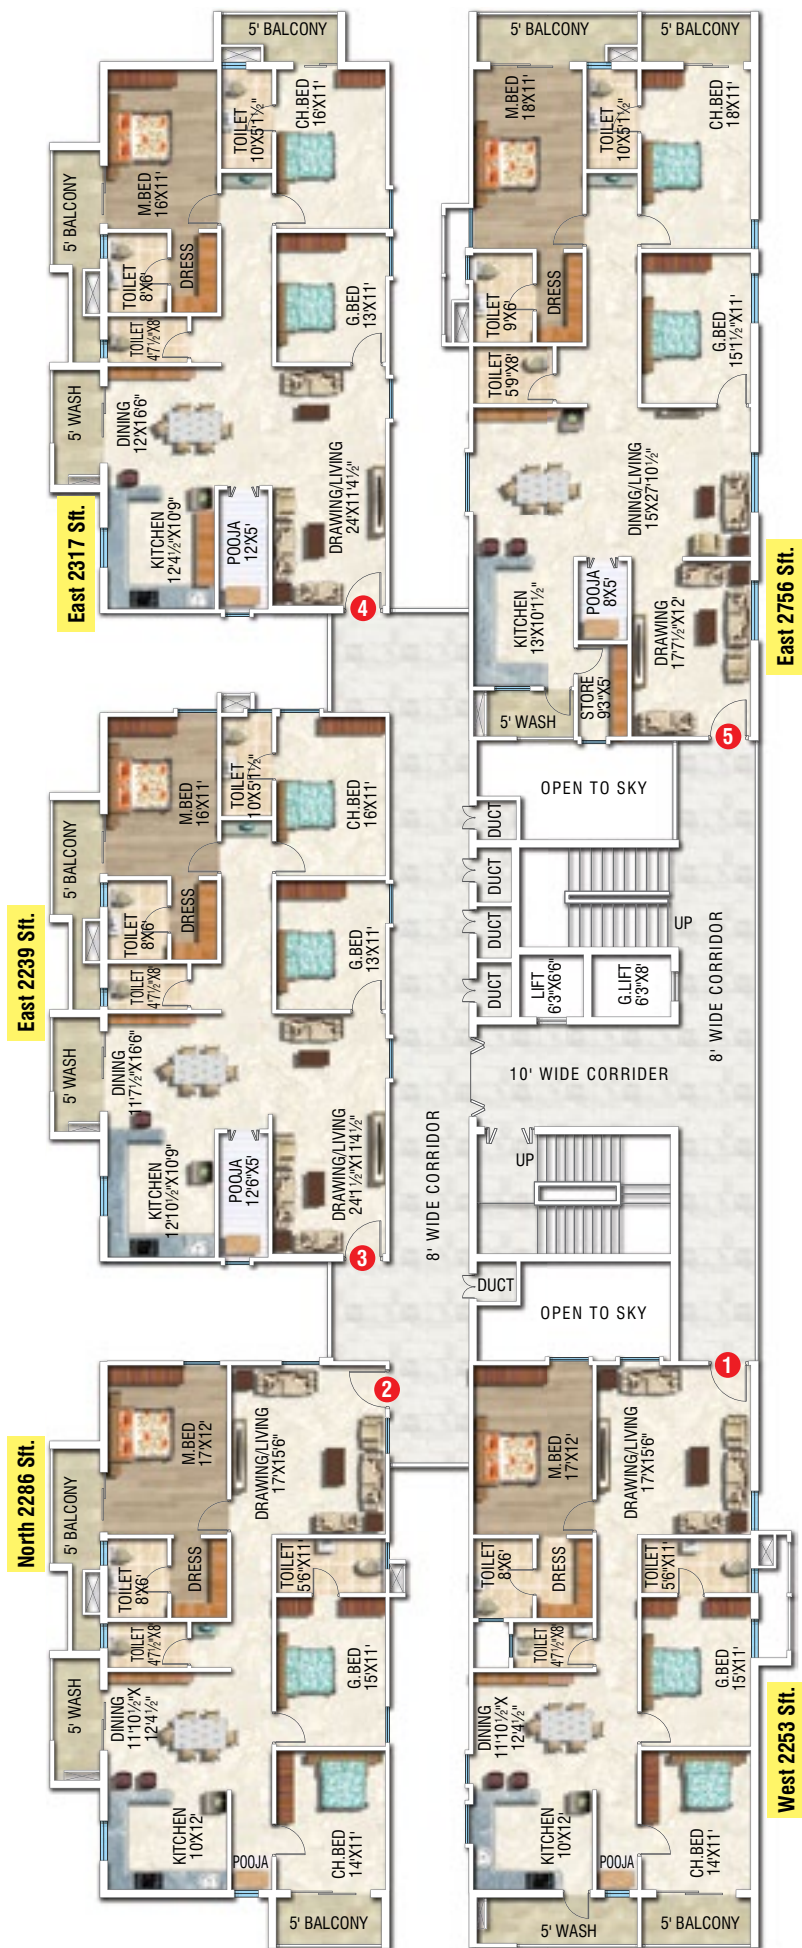 5' BALCONY
M.BED
16'X11'
TOILET
10'X5'1½"
CH.BED
16'X11'
5' BALCONY
TOILET
8'X6'
DRESS
TOILET
4'7½"X8'
G.BED
13'X11'
5' WASH
DINING
12'X16'6"
KITCHEN
12'4½"X10'9"
POOJA
12'X5'
DRAWING/LIVING
24'X11'4½"
East 2317 Sft.
4
5' BALCONY
5' BALCONY
M.BED
18'X11'
TOILET
10'X5'1½"
CH.BED
18'X11'
TOILET
9'X6'
DRESS
TOILET
5'9"X8'
G.BED
15'1½"X11'
DINING/LIVING
15'X27'10½"
KITCHEN
13'X10'1½"
POOJA
8'X5'
DRAWING
17'7½"X12'
5' WASH
STORE
9'3"X5'
East 2756 Sft.
5
M.BED
16'X11'
TOILET
10'X5'1½"
CH.BED
16'X11'
5' BALCONY
TOILET
8'X6'
DRESS
TOILET
4'7½"X8'
G.BED
13'X11'
5' WASH
DINING
11'7½"X16'6"
KITCHEN
12'10½"X10'9"
POOJA
12'6"X5'
DRAWING/LIVING
24'1½"X11'4½"
East 2239 Sft.
3
OPEN TO SKY
DUCT
DUCT
DUCT
DUCT
UP
LIFT
6'3"X6'6"
G.LIFT
6'3"X8'
8' WIDE CORRIDOR
10' WIDE CORRIDER
8' WIDE CORRIDOR
UP
DUCT
OPEN TO SKY
2
M.BED
17'X12'
DRAWING/LIVING
17'X15'6"
North 2286 Sft.
5' BALCONY
TOILET
8'X6'
DRESS
TOILET
5'6"X11'
TOILET
4'7½"X8'
G.BED
15'X11'
5' WASH
DINING
11'10½"X
12'4½"
KITCHEN
10'X12'
POOJA
CH.BED
14'X11'
5' BALCONY
1
M.BED
17'X12'
DRAWING/LIVING
17'X15'6"
TOILET
8'X6'
DRESS
TOILET
5'6"X11'
TOILET
4'7½"X8'
G.BED
15'X11'
DINING
11'10½"X
12'4½"
KITCHEN
10'X12'
POOJA
CH.BED
14'X11'
5' WASH
5' BALCONY
West 2253 Sft.